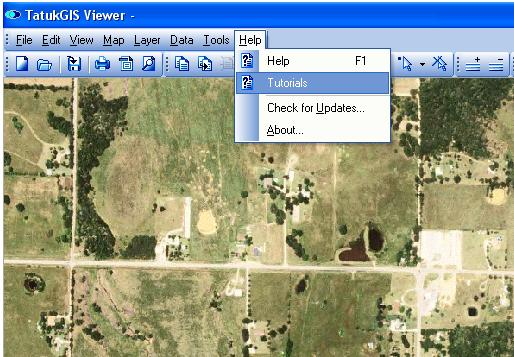 TatukGIS Viewer -
File Edit View Map Layer Data Tools Help
Help F1
Tutorials
Check for Updates...
About...